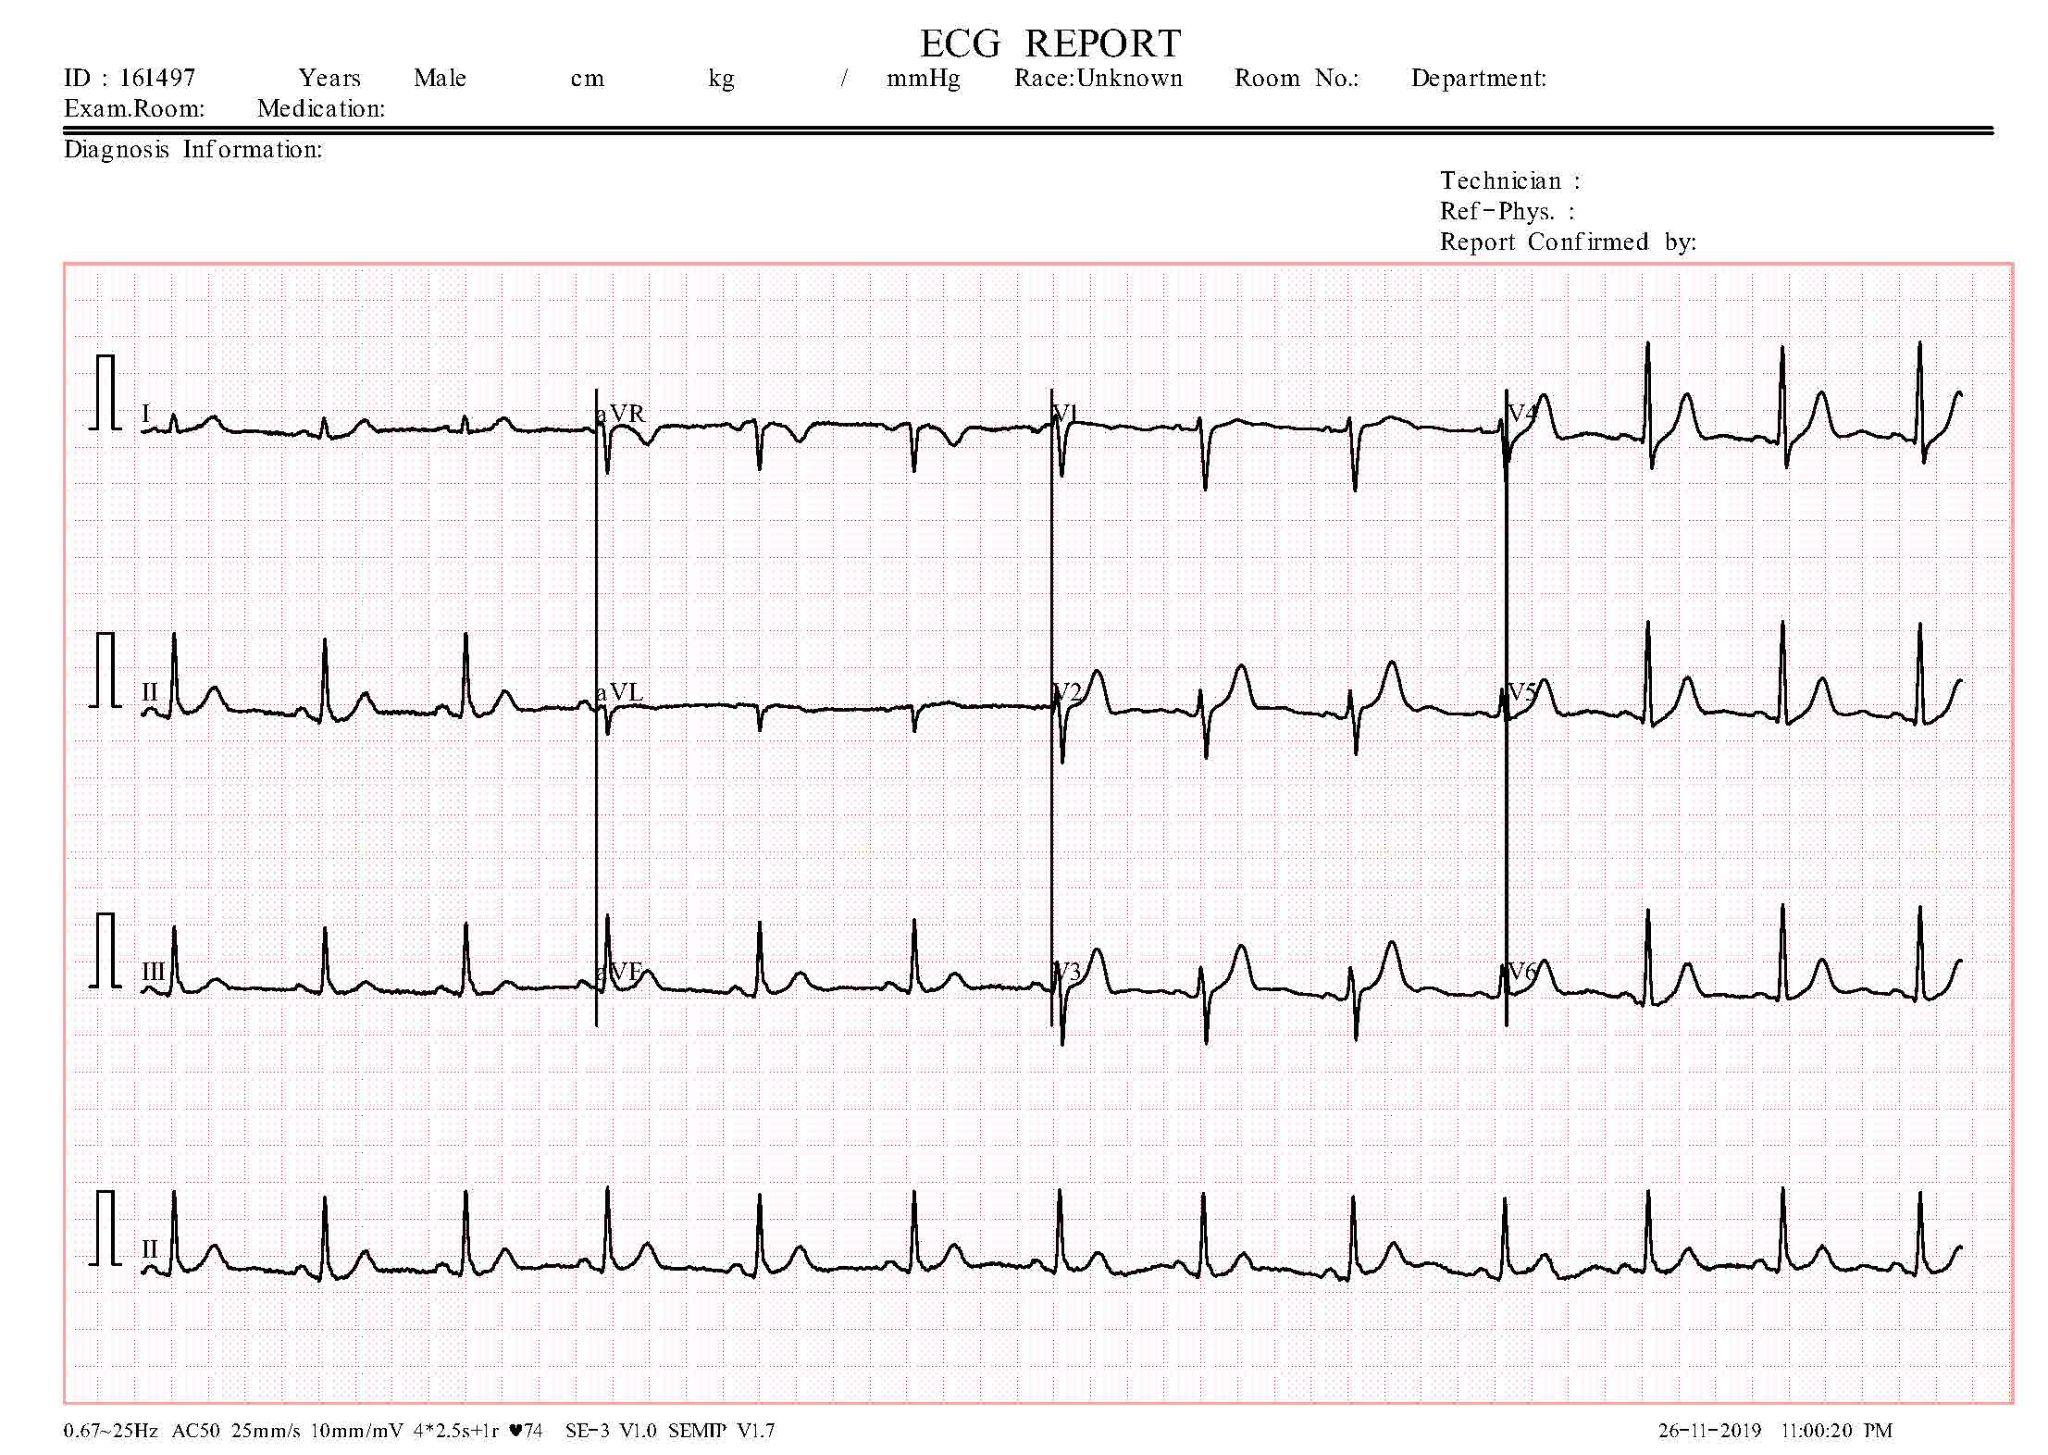 ECG REPORT
ID : 161497 Years Male cm kg / mmHg Race:Unknown Room No.: Department:
Exam.Room: Medication:
Diagnosis Information:
Technician :
Ref-Phys. :
Report Confirmed by:
I aVR V1 V4
II aVL V2 V5
III aVF V3 V6
II
0.67~25Hz AC50 25mm/s 10mm/mV 4*2.5s+1r ♥74 SE-3 V1.0 SEMIP V1.7 26-11-2019 11:00:20 PM